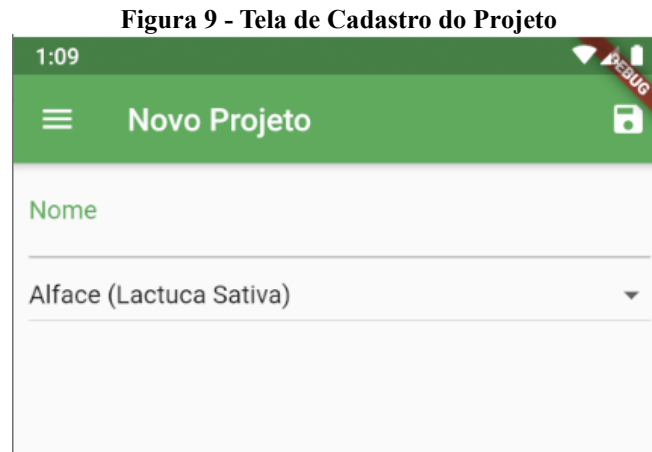 Figura 9 - Tela de Cadastro do Projeto
1:09
DEBUG
Novo Projeto
Nome
Alface (Lactuca Sativa)